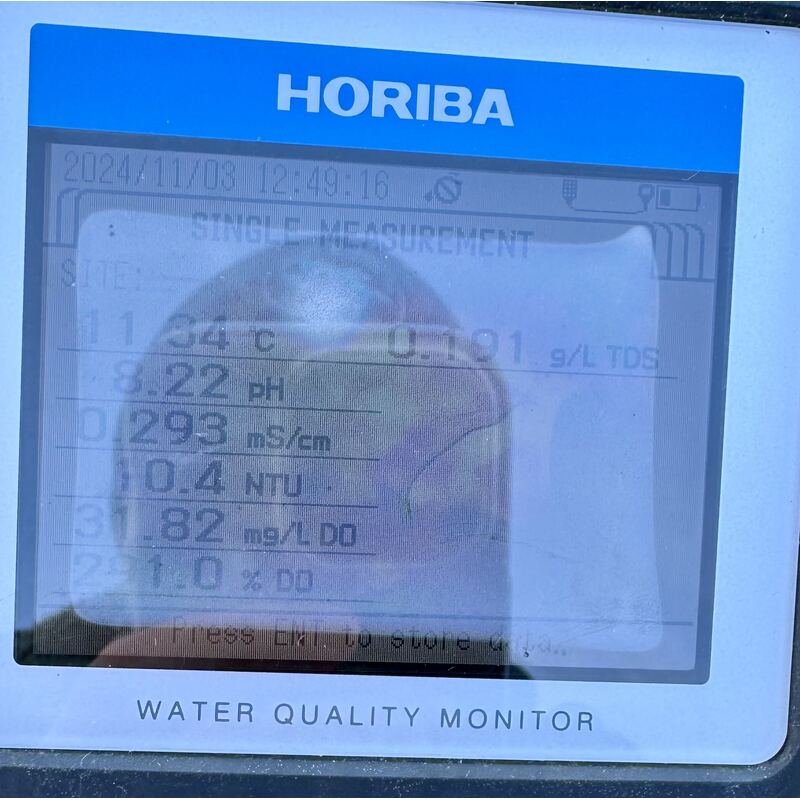 HORIBA
2024/11/03 12:49:16
SINGLE MEASUREMENT
SITE:
11.34 °C 0.191 g/L TDS
8.22 pH
0.293 mS/cm
10.4 NTU
31.82 mg/L DO
291.0 % DO
Press ENT to store data...
WATER QUALITY MONITOR